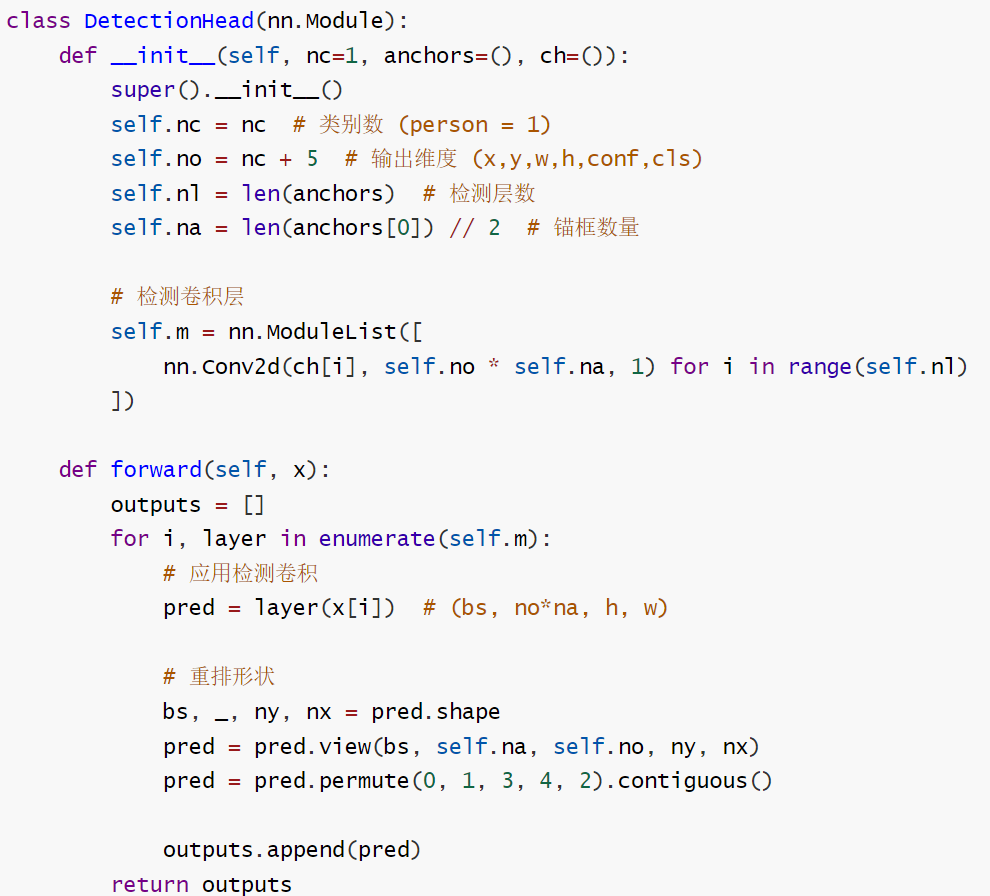 class DetectionHead(nn.Module):
    def __init__(self, nc=1, anchors=(), ch=()):
        super().__init__()
        self.nc = nc  # 类别数 (person = 1)
        self.no = nc + 5  # 输出维度 (x,y,w,h,conf,cls)
        self.nl = len(anchors)  # 检测层数
        self.na = len(anchors[0]) // 2  # 锚框数量

        # 检测卷积层
        self.m = nn.ModuleList([
            nn.Conv2d(ch[i], self.no * self.na, 1) for i in range(self.nl)
        ])

    def forward(self, x):
        outputs = []
        for i, layer in enumerate(self.m):
            # 应用检测卷积
            pred = layer(x[i])  # (bs, no*na, h, w)

            # 重排形状
            bs, _, ny, nx = pred.shape
            pred = pred.view(bs, self.na, self.no, ny, nx)
            pred = pred.permute(0, 1, 3, 4, 2).contiguous()

            outputs.append(pred)
        return outputs